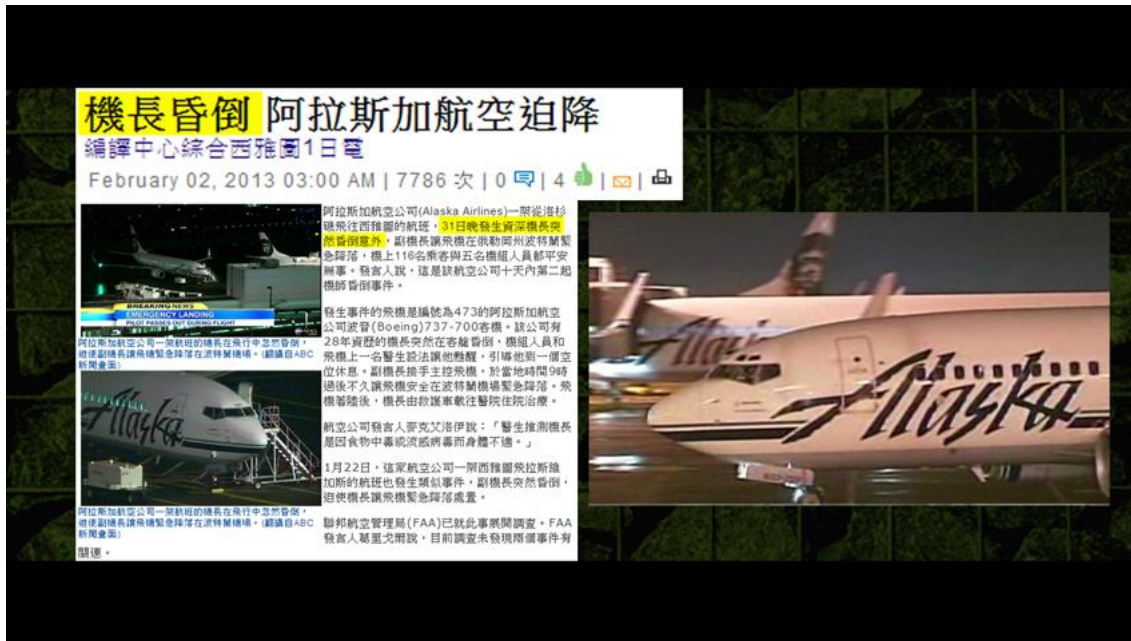 機長昏倒 阿拉斯加航空迫降
編譯中心綜合西雅圖1日電
February 02, 2013 03:00 AM | 7786 次 | 0 | 4 | |
阿拉斯加航空公司(Alaska Airlines)一架從洛杉
磯飛往西雅圖的航班，31日晚發生資深機長突
然昏倒意外，副機長讓飛機在俄勒岡州波特蘭緊
急降落，機上116名乘客與五名機組人員都平安
無事。發言人說，這是該航空公司十天內第二起
機師昏倒事件。
BREAKING NEWS
EMERGENCY LANDING
PILOT PASSES OUT DURING FLIGHT
阿拉斯加航空公司一架航班的機長在飛行中忽然昏倒，
迫使副機長讓飛機緊急降落在波特蘭機場。(翻攝自ABC
新聞畫面)
發生事件的飛機是編號為473的阿拉斯加航空
公司波音(Boeing)737-700客機。該公司有
28年資歷的機長突然在客艙昏倒，機組人員和
飛機上一名醫生設法讓他甦醒，引導他到一個空
位休息。副機長接手主控飛機，於當地時間9時
過後不久讓飛機安全在波特蘭機場緊急降落。飛
機著陸後，機長由救護車載往醫院住院治療。
航空公司發言人麥克艾洛伊說：「醫生推測機長
是因食物中毒或流感病毒而身體不適。」
1月22日，這家航空公司一架西雅圖飛拉斯維
加斯的航班也發生類似事件，副機長突然昏倒，
迫使機長讓飛機緊急降落處置。
Alaska
阿拉斯加航空公司一架航班的機長在飛行中忽然昏倒，
迫使副機長讓飛機緊急降落在波特蘭機場。(翻攝自ABC
新聞畫面)
聯邦航空管理局(FAA)已就此事展開調查。FAA
發言人葛里戈爾說，目前調查未發現兩個事件有
關連。
Alaska
Alaska